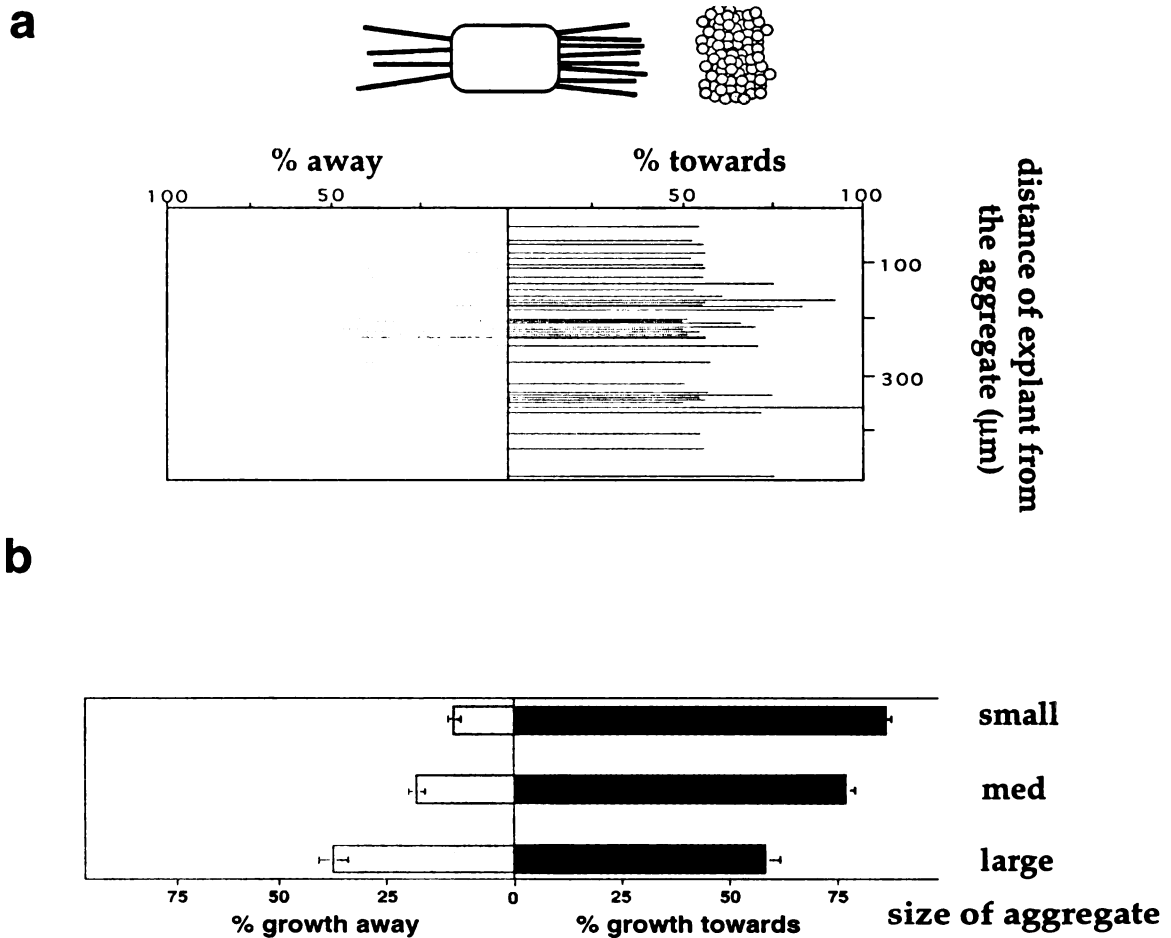 a
% away % towards
100 50 50 100
100
300
distance of explant from
the aggregate (μm)
b
small
med
large
75 50 25 0 25 50 75
% growth away % growth towards
size of aggregate